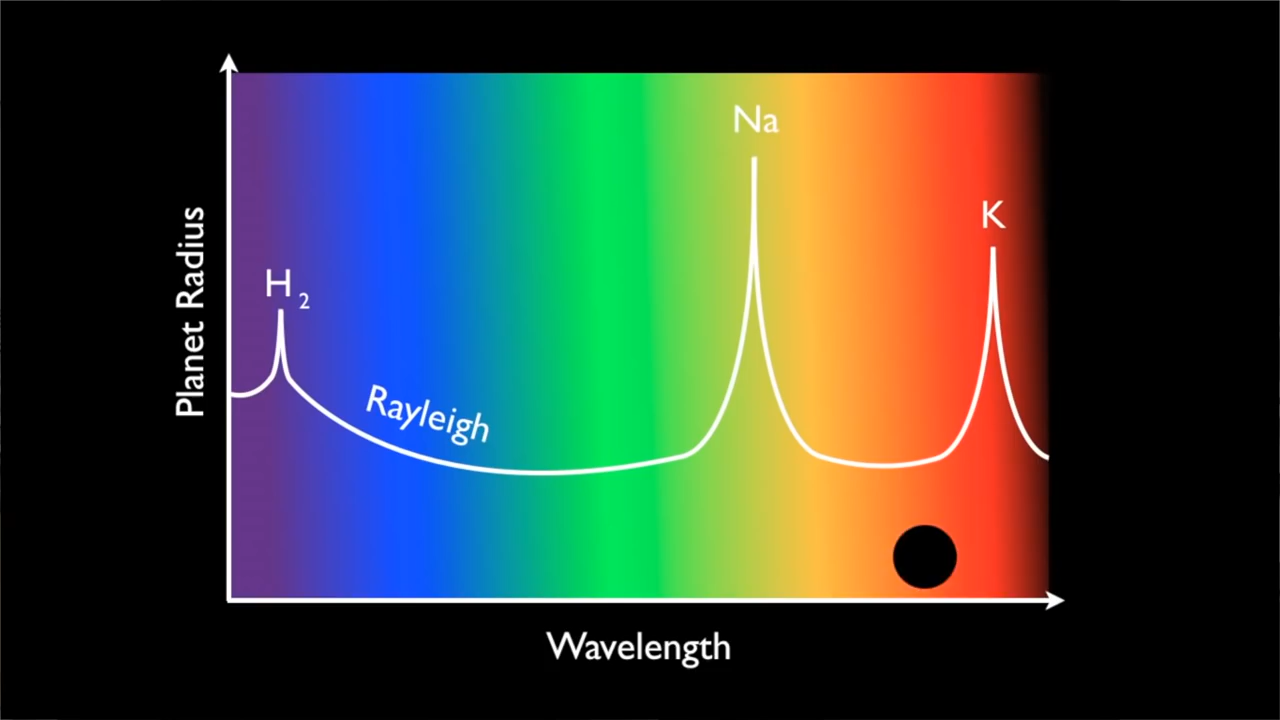 Na
K
H₂
Rayleigh
Planet Radius
Wavelength